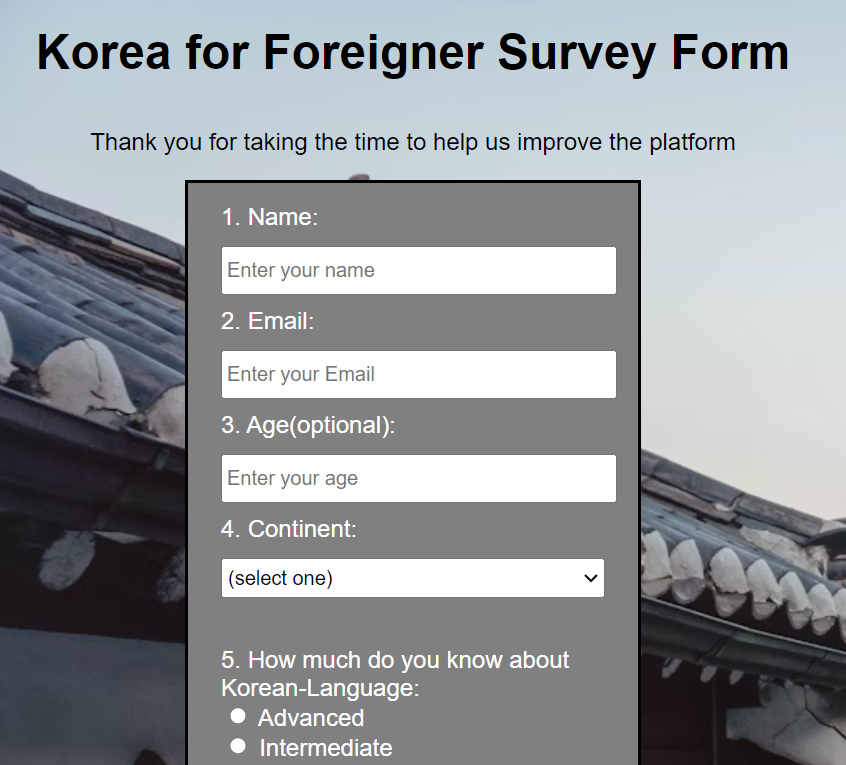 Korea for Foreigner Survey Form
Thank you for taking the time to help us improve the platform
1. Name:
Enter your name
2. Email:
Enter your Email
3. Age(optional):
Enter your age
4. Continent:
(select one)
5. How much do you know about
Korean-Language:
Advanced
Intermediate